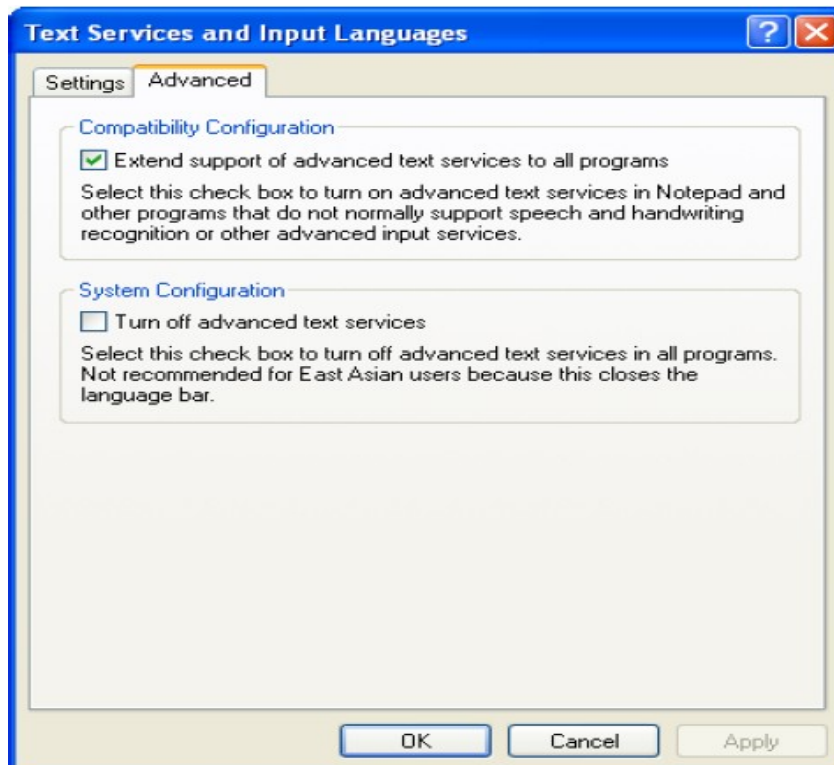 Text Services and Input Languages
Settings
Advanced
Compatibility Configuration
Extend support of advanced text services to all programs
Select this check box to turn on advanced text services in Notepad and
other programs that do not normally support speech and handwriting
recognition or other advanced input services.
System Configuration
Turn off advanced text services
Select this check box to turn off advanced text services in all programs.
Not recommended for East Asian users because this closes the
language bar.
OK
Cancel
Apply